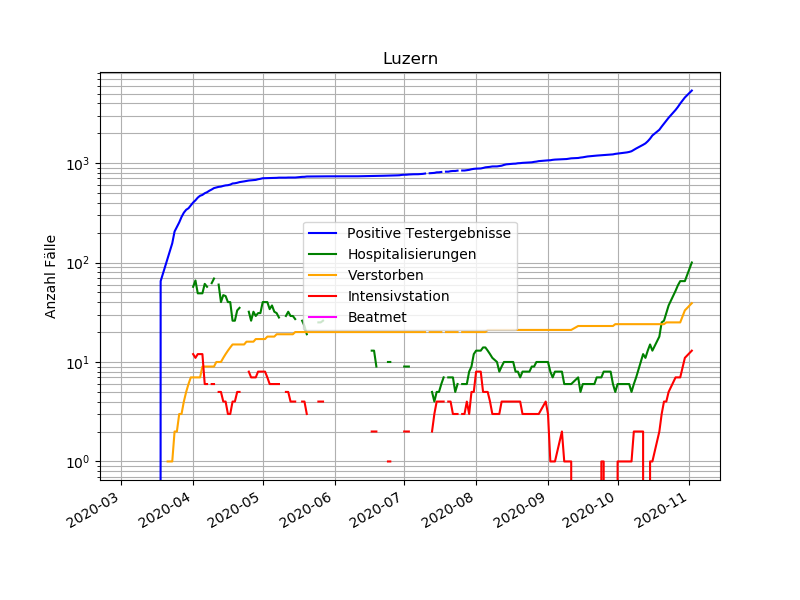 Luzern
Anzahl Fälle
10³
10²
10¹
10⁰
Positive Testergebnisse
Hospitalisierungen
Verstorben
Intensivstation
Beatmet
2020-03
2020-04
2020-05
2020-06
2020-07
2020-08
2020-09
2020-10
2020-11